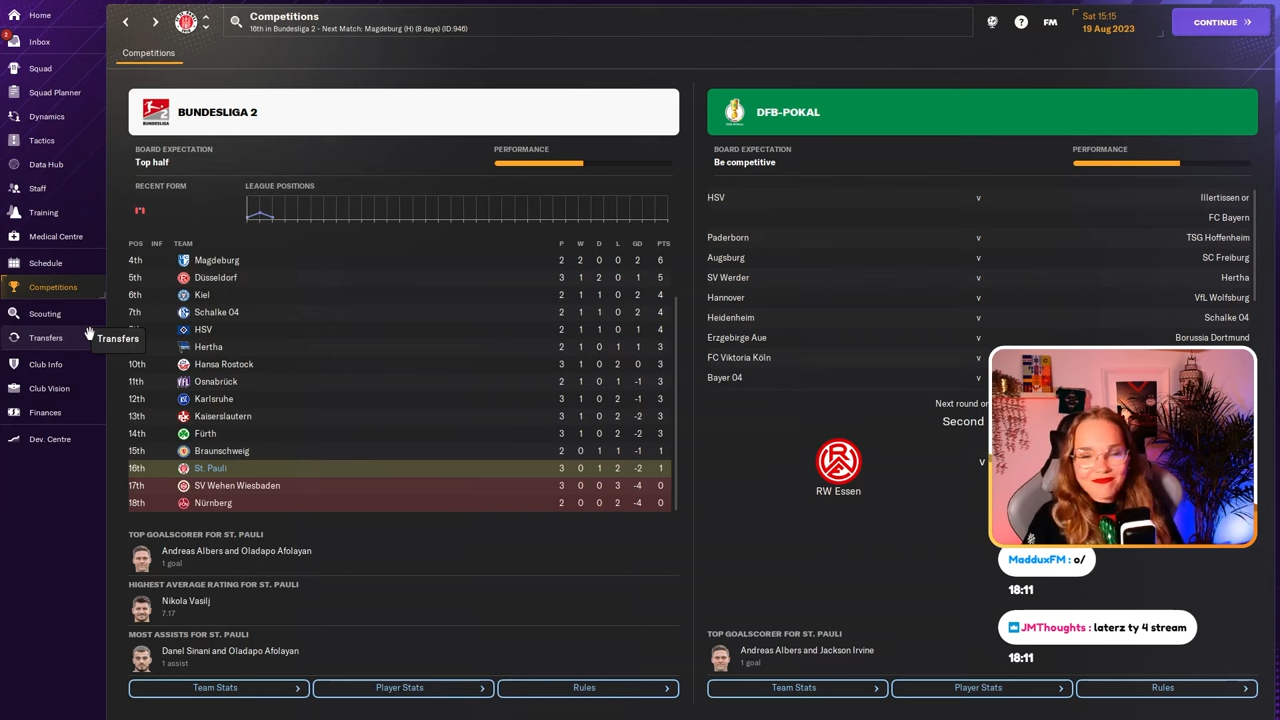 Home
2
Inbox
Squad
Squad Planner
Dynamics
Tactics
Data Hub
Staff
Training
Medical Centre
Schedule
Competitions
Scouting
Transfers
Transfers
Club Info
Club Vision
Finances
Dev. Centre
Competitions
16th in Bundesliga 2 - Next Match: Magdeburg (H) (8 days) (ID:946)
?
FM
Sat 15:15
19 Aug 2023
CONTINUE
Competitions
BUNDESLIGA 2
BOARD EXPECTATION
PERFORMANCE
Top half
RECENT FORM
LEAGUE POSITIONS
POS INF TEAM P W D L GD PTS
4th Magdeburg 2 2 0 0 2 6
5th Düsseldorf 3 1 2 0 1 5
6th Kiel 2 1 1 0 2 4
7th Schalke 04 2 1 1 0 2 4
HSV 2 1 1 0 1 4
Hertha 2 1 0 1 1 3
10th Hansa Rostock 3 1 0 2 0 3
11th Osnabrück 2 1 0 1 -1 3
12th Karlsruhe 3 1 0 2 -1 3
13th Kaiserslautern 3 1 0 2 -2 3
14th Fürth 3 1 0 2 -2 3
15th Braunschweig 2 0 1 1 -1 1
16th St. Pauli 3 0 1 2 -2 1
17th SV Wehen Wiesbaden 3 0 0 3 -4 0
18th Nürnberg 2 0 0 2 -4 0
TOP GOALSCORER FOR ST. PAULI
Andreas Albers and Oladapo Afolayan
1 goal
HIGHEST AVERAGE RATING FOR ST. PAULI
Nikola Vasilj
7.17
MOST ASSISTS FOR ST. PAULI
Danel Sinani and Oladapo Afolayan
1 assist
Team Stats
Player Stats
Rules
DFB-POKAL
BOARD EXPECTATION
PERFORMANCE
Be competitive
HSV v Illertissen or
FC Bayern
Paderborn v TSG Hoffenheim
Augsburg v SC Freiburg
SV Werder v Hertha
Hannover v VfL Wolfsburg
Heidenheim v Schalke 04
Erzgebirge Aue v Borussia Dortmund
FC Viktoria Köln v
Bayer 04 v
Next round on
Second
v
RW Essen
MadduxFM : o/
18:11
JMThoughts : laterz ty 4 stream
18:11
TOP GOALSCORER FOR ST. PAULI
Andreas Albers and Jackson Irvine
1 goal
Team Stats
Player Stats
Rules